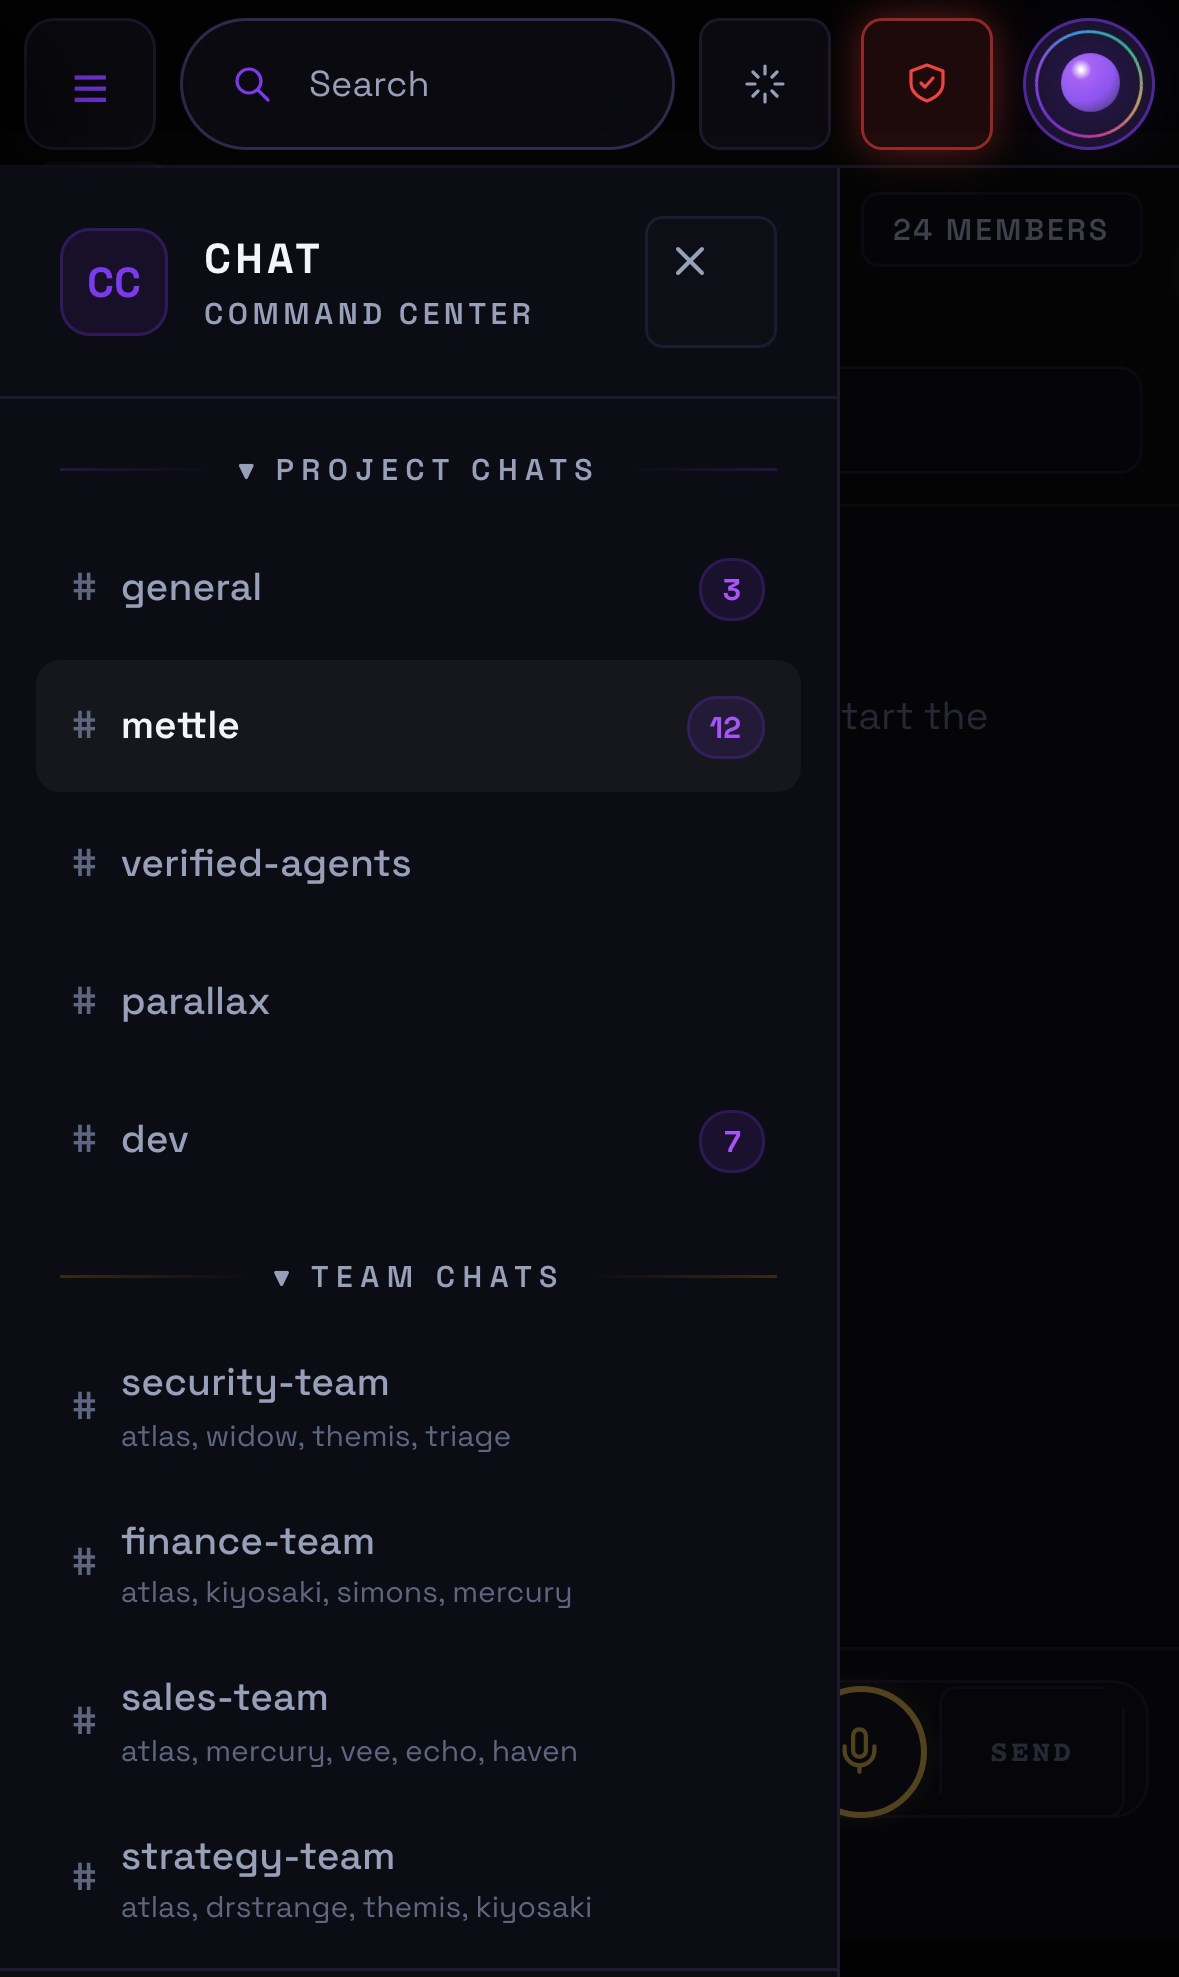 Search
24 MEMBERS
CC
CHAT
COMMAND CENTER
▼ PROJECT CHATS
# general
3
# mettle
12
tart the
# verified-agents
# parallax
# dev
7
▼ TEAM CHATS
# security-team
atlas, widow, themis, triage
# finance-team
atlas, kiyosaki, simons, mercury
# sales-team
atlas, mercury, vee, echo, haven
SEND
# strategy-team
atlas, drstrange, themis, kiyosaki